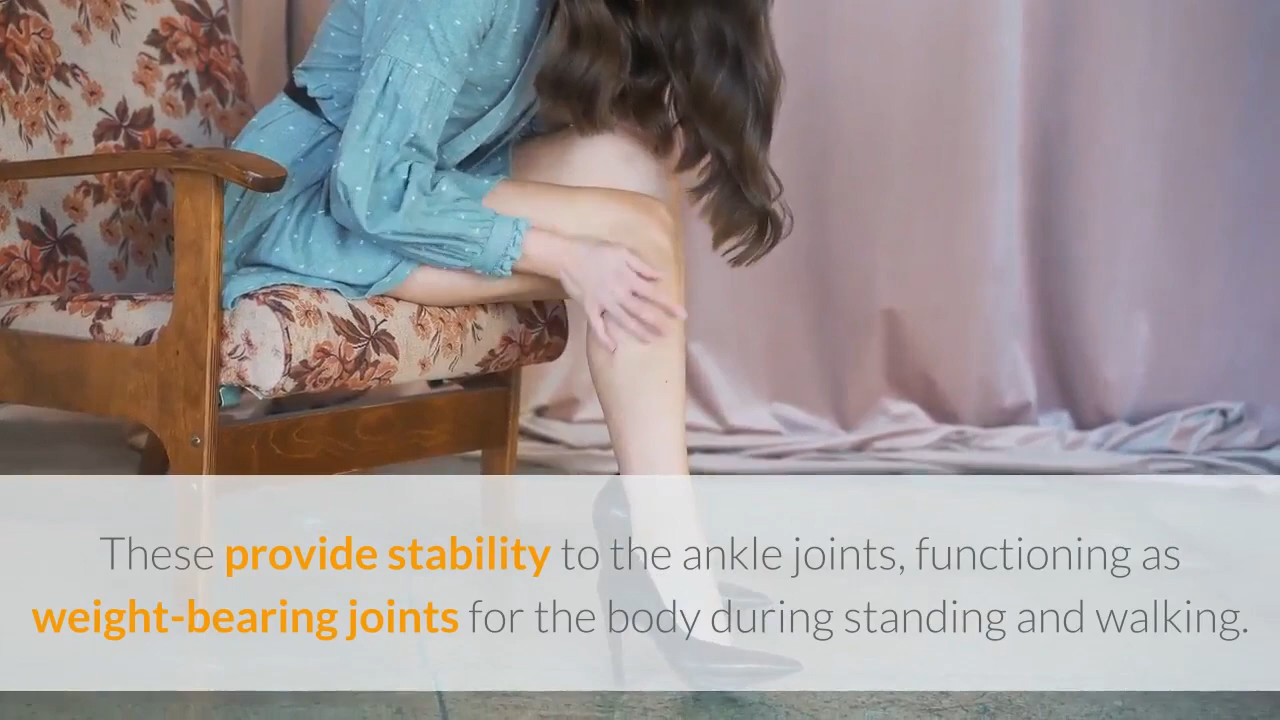 These provide stability to the ankle joints, functioning as
weight-bearing joints for the body during standing and walking.